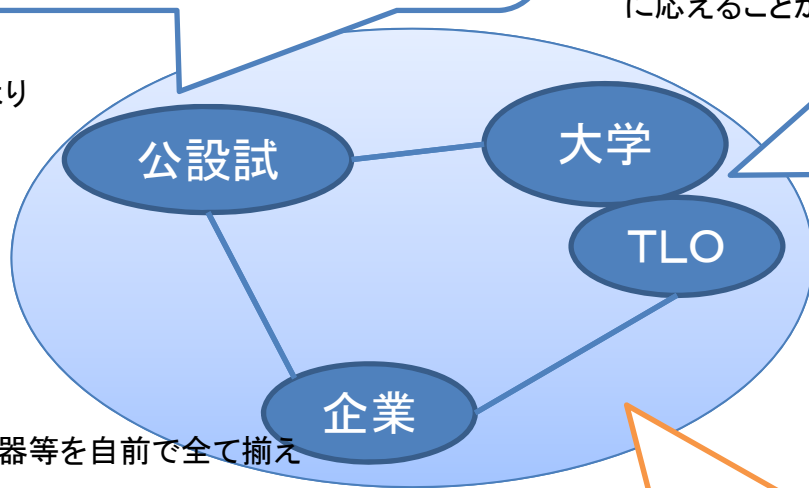 に応えることが
り
公設試
大学
TLO
企業
器等を自前で全て揃え